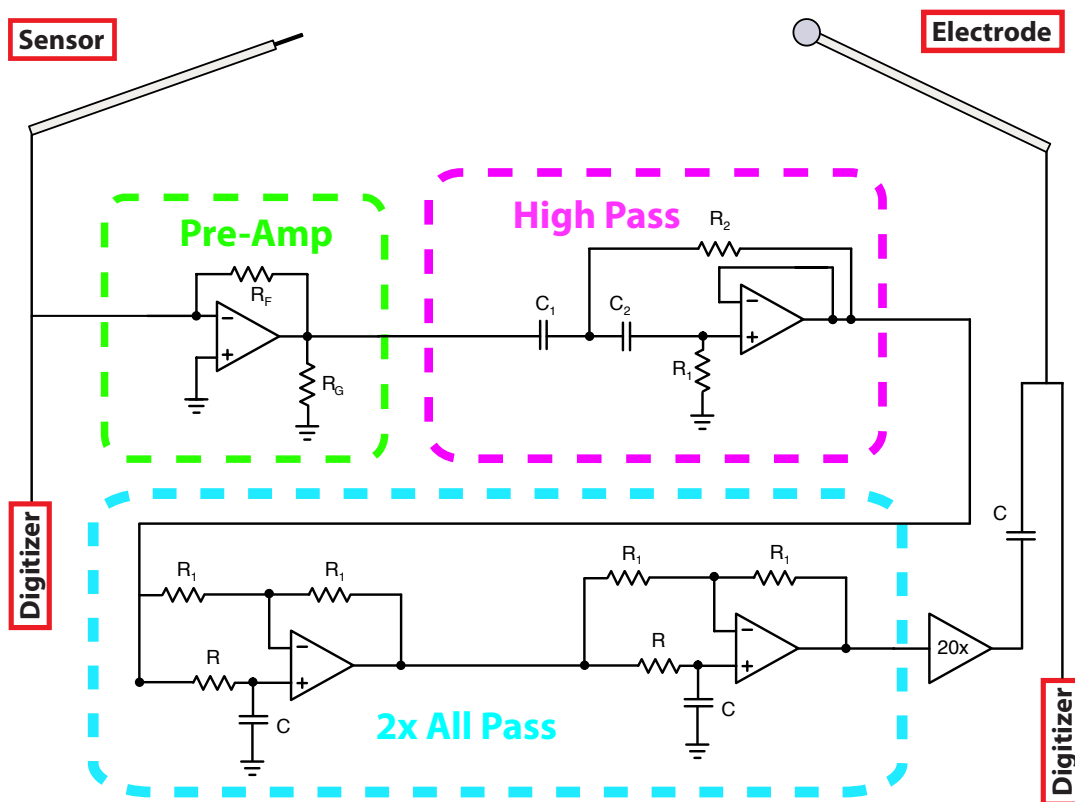 Sensor
Electrode
Pre-Amp
High Pass
R2
RF
C1
C2
R1
RG
−
+
−
+
Digitizer
C
R1
R1
R1
R1
−
+
−
+
R
R
20x
C
C
2x All Pass
Digitizer